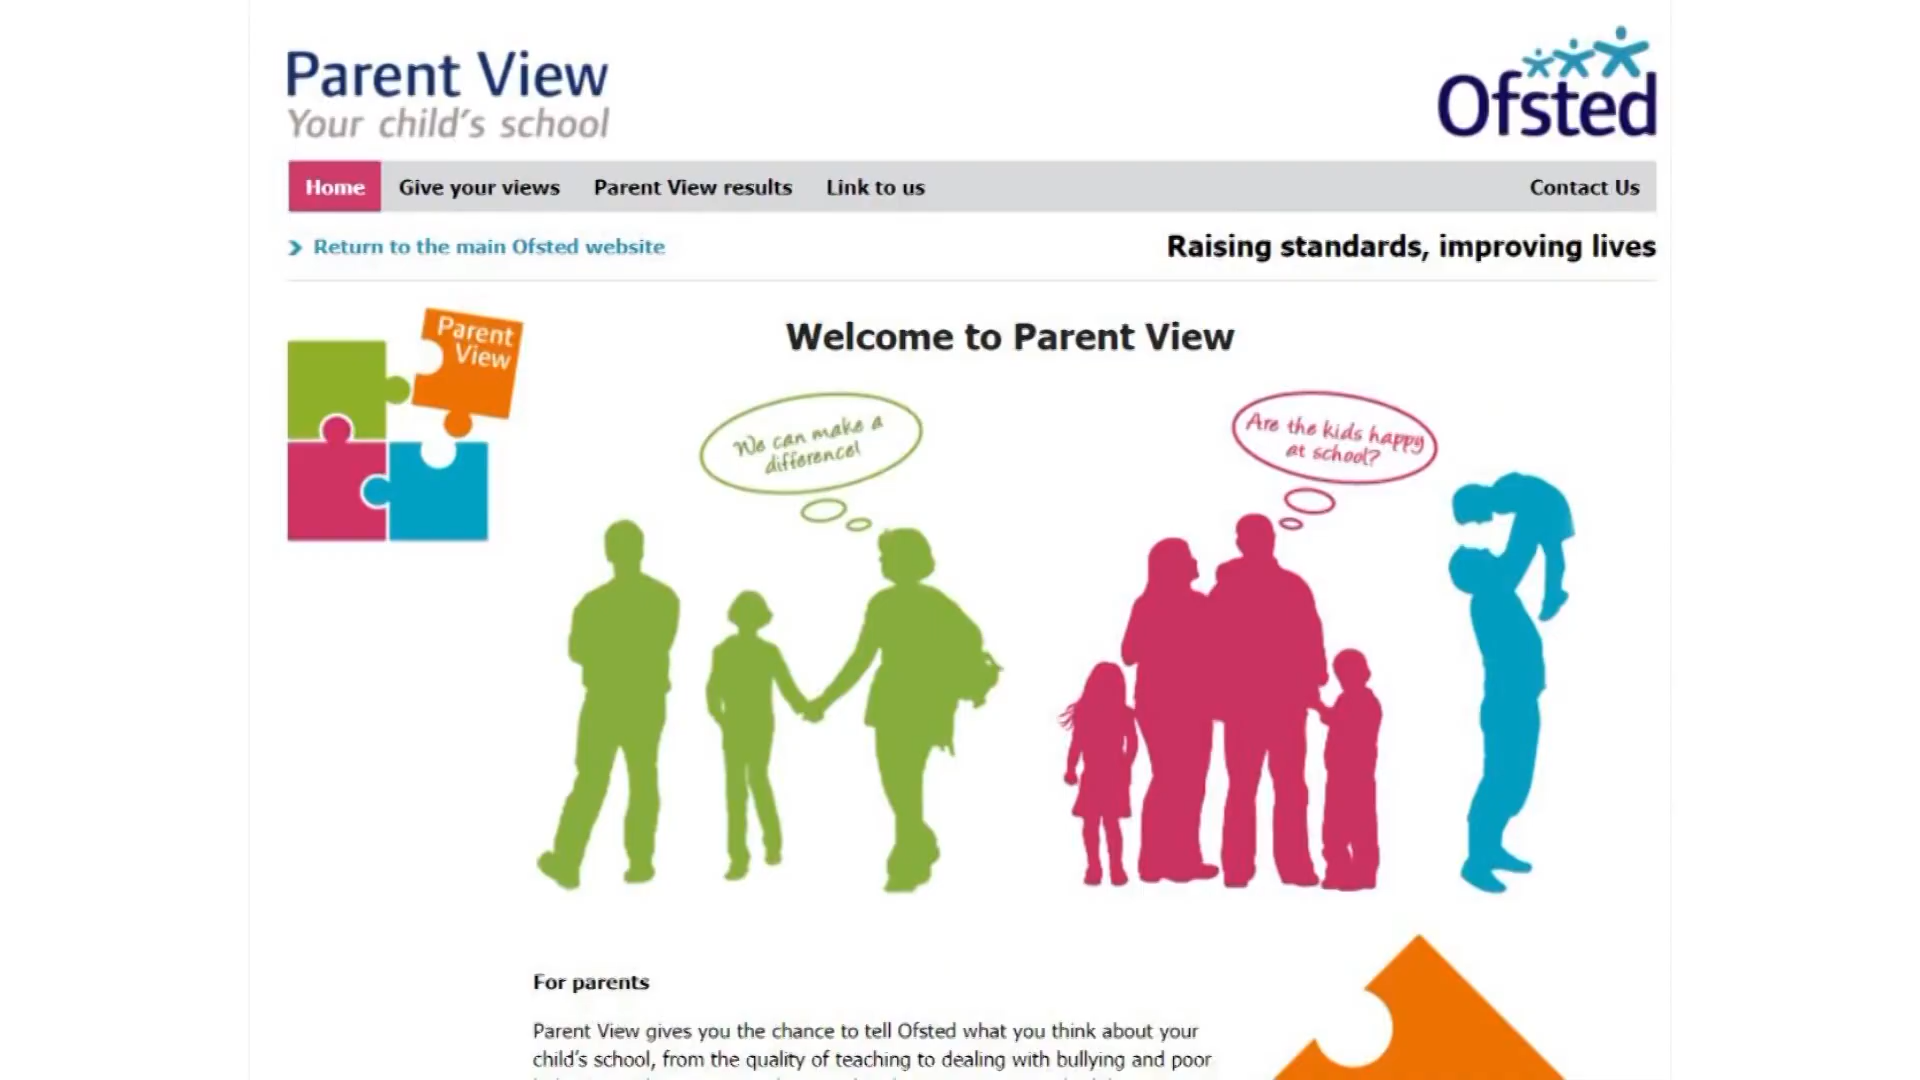 Parent View
Your child's school
Ofsted
Home Give your views Parent View results Link to us Contact Us
Return to the main Ofsted website
Raising standards, improving lives
Parent
View
Welcome to Parent View
We can make a
difference!
Are the kids happy
at school?
For parents
Parent View gives you the chance to tell Ofsted what you think about your
child's school, from the quality of teaching to dealing with bullying and poor